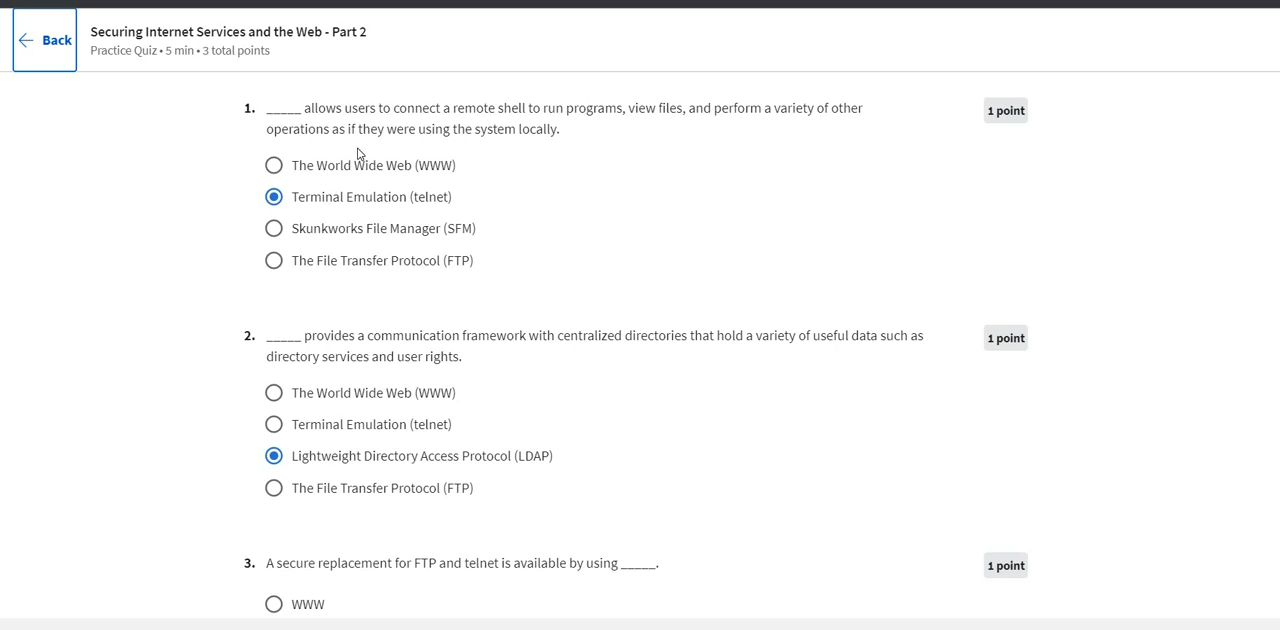 Back
Securing Internet Services and the Web - Part 2
Practice Quiz • 5 min • 3 total points
1. _____ allows users to connect a remote shell to run programs, view files, and perform a variety of other
operations as if they were using the system locally.
1 point
The World Wide Web (WWW)
Terminal Emulation (telnet)
Skunkworks File Manager (SFM)
The File Transfer Protocol (FTP)
2. _____ provides a communication framework with centralized directories that hold a variety of useful data such as
directory services and user rights.
1 point
The World Wide Web (WWW)
Terminal Emulation (telnet)
Lightweight Directory Access Protocol (LDAP)
The File Transfer Protocol (FTP)
3. A secure replacement for FTP and telnet is available by using _____.
1 point
WWW